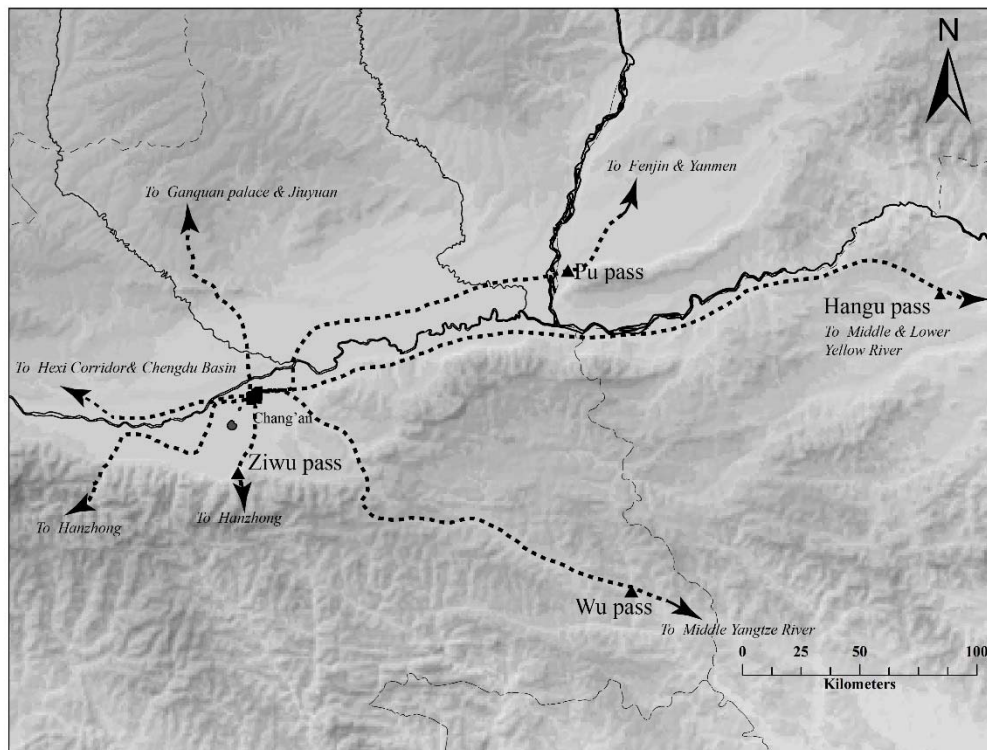 N
To Fenjin & Yanmen
To Ganquan palace & Jiuyuan
Pu pass
Hangu pass
To Middle & Lower
Yellow River
To Hexi Corridor& Chengdu Basin
Chang'an
Ziwu pass
To Hanzhong
To Hanzhong
Wu pass
To Middle Yangtze River
0 25 50 100
Kilometers